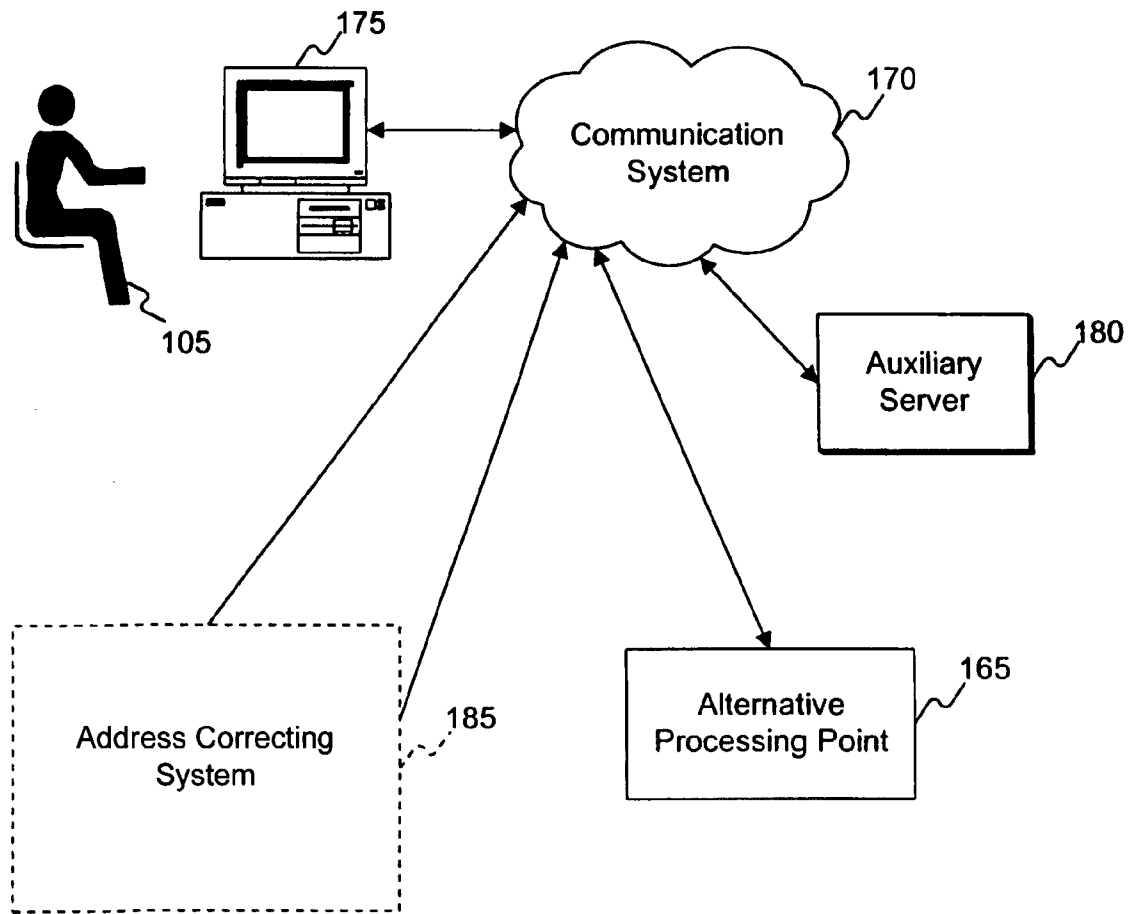 175
170
Communication
System
105
180
Auxiliary
Server
165
Alternative
Processing Point
185
Address Correcting
System